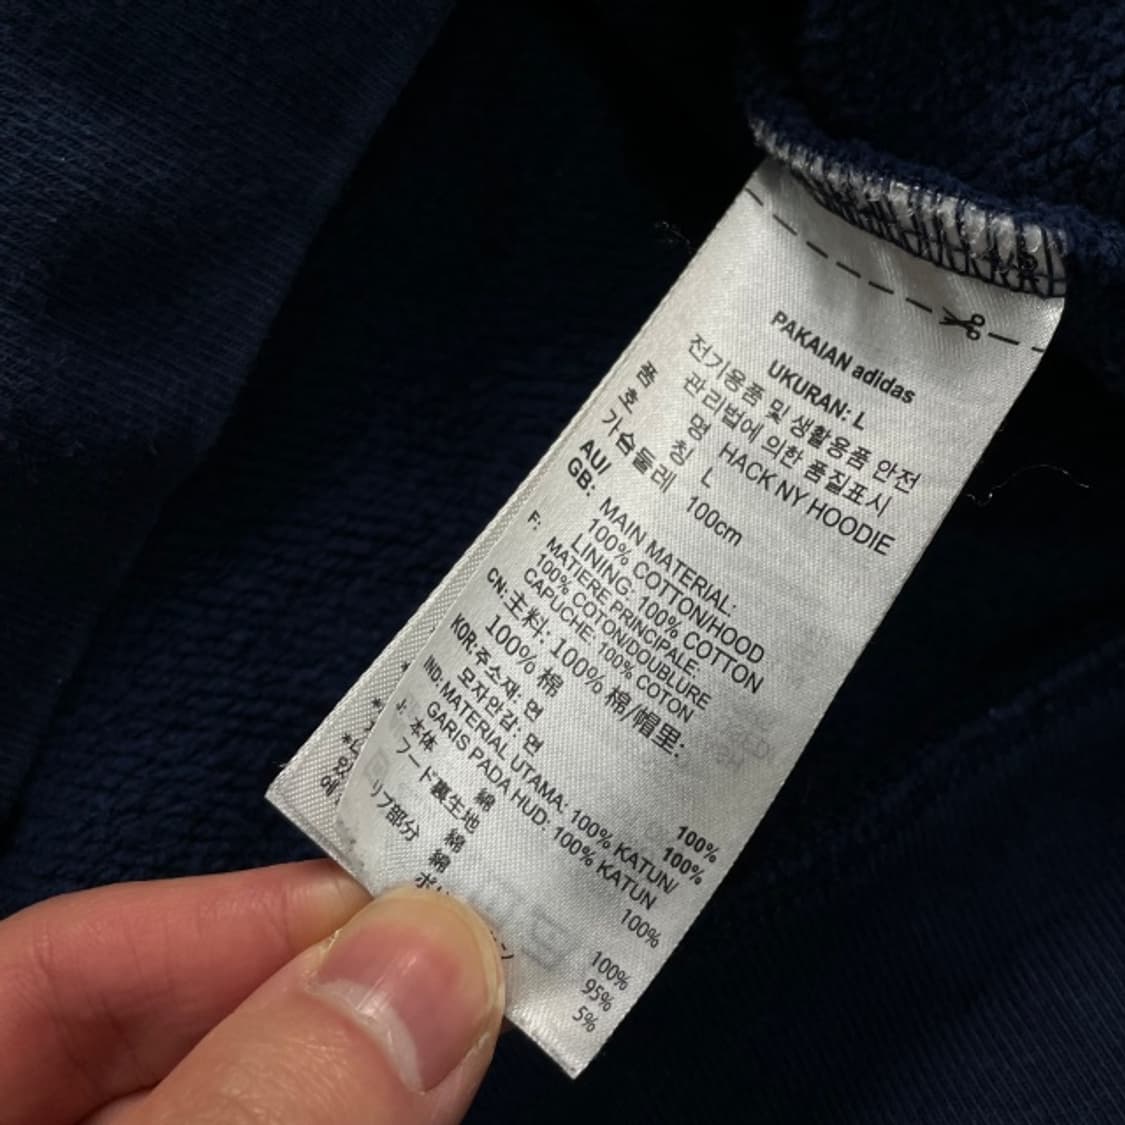 PAKAIAN adidas
UKURAN: L
전기용품 및 생활용품 안전
관리법에 의한 품질표시
품 명 HACK NY HOODIE
호 칭 L
가슴둘레 100cm
AU/
GB: MAIN MATERIAL:
100% COTTON/HOOD
LINING: 100% COTTON
F: MATIERE PRINCIPALE:
100% COTON/DOUBLURE
CAPUCHE: 100% COTON
CN: 主料: 100% 棉/帽里:
100% 棉
KOR: 주소재: 면 100%
모자안감: 면 100%
IND: MATERIAL UTAMA: 100% KATUN/
GARIS PADA HUD: 100% KATUN
J: 本体 綿 100%
フード裏生地 綿 100%
リブ部分 綿 95%
5%